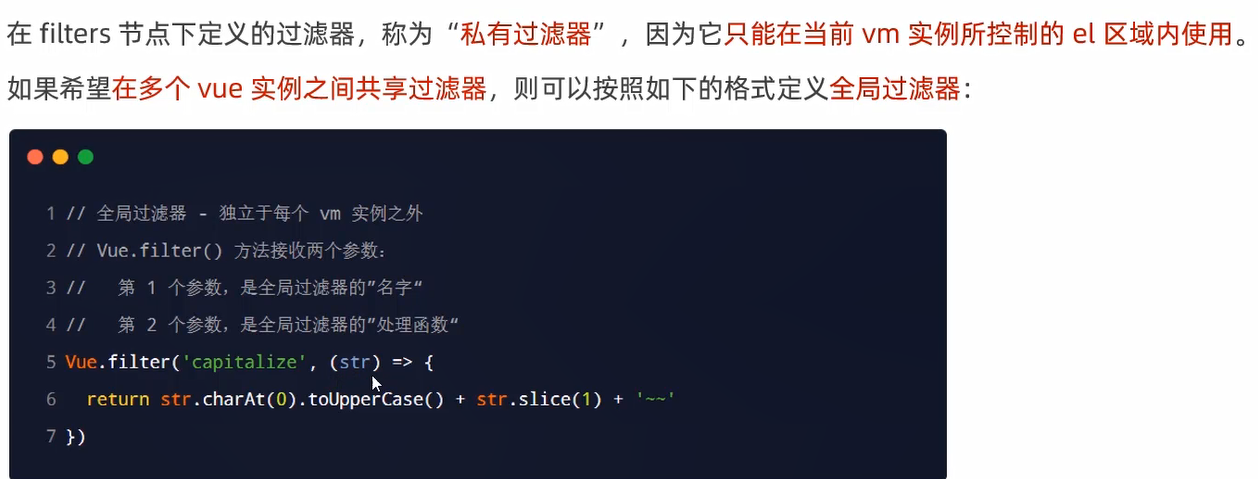 在 filters 节点下定义的过滤器，称为“私有过滤器”，因为它只能在当前 vm 实例所控制的 el 区域内使用。
如果希望在多个 vue 实例之间共享过滤器，则可以按照如下的格式定义全局过滤器：
1 // 全局过滤器 - 独立于每个 vm 实例之外
2 // Vue.filter() 方法接收两个参数：
3 //   第 1 个参数，是全局过滤器的”名字“
4 //   第 2 个参数，是全局过滤器的”处理函数“
5 Vue.filter('capitalize', (str) => {
6   return str.charAt(0).toUpperCase() + str.slice(1) + '~~'
7 })